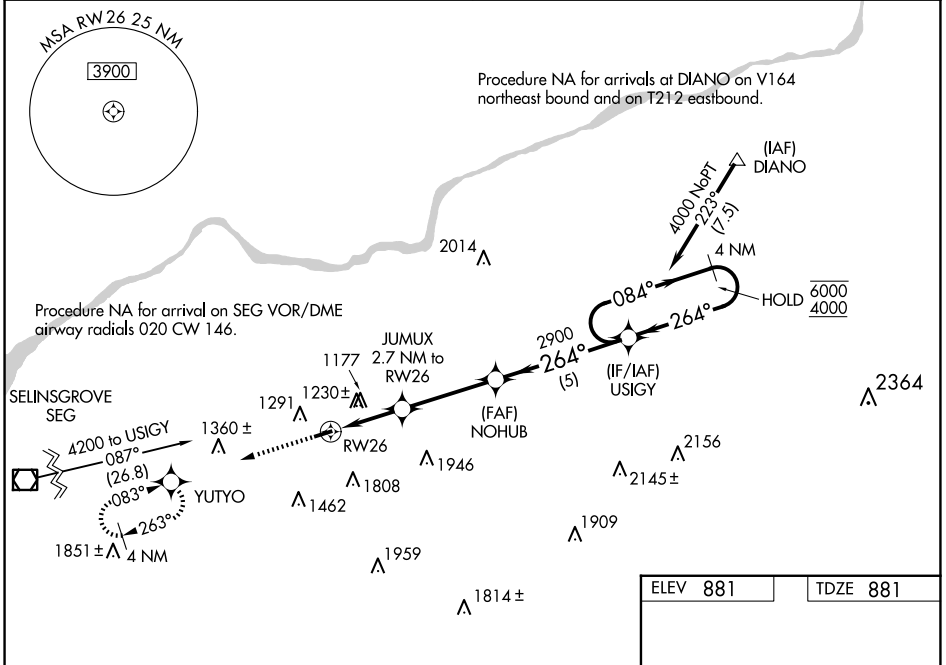 MSA RW26 25 NM
3900
Procedure NA for arrivals at DIANO on V164
northeast bound and on T212 eastbound.
(IAF)
DIANO
4000 NoPT
223°
(7.5)
4 NM
2014
084°
HOLD
6000
4000
264°
Procedure NA for arrival on SEG VOR/DME
airway radials 020 CW 146.
2900
264°
(5)
(IF/IAF)
USIGY
JUMUX
2.7 NM to
RW26
1177
1230 ±
1291
(FAF)
NOHUB
2364
SELINSGROVE
SEG
4200 to USIGY
087°
(26.8)
1360 ±
RW26
1946
2156
2145 ±
083°
YUTYO
263°
4 NM
1808
1462
1851 ±
1909
1959
1814 ±
ELEV 881
TDZE 881